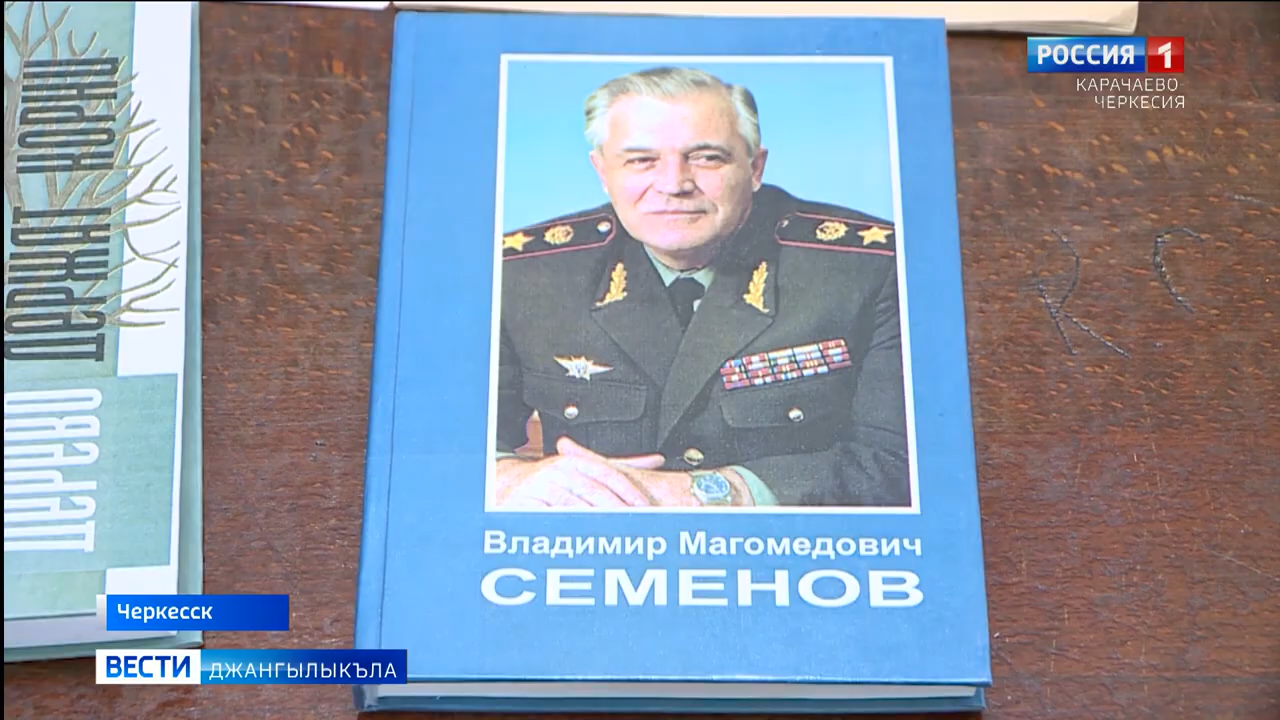 РОССИЯ 1
КАРАЧАЕВО
ЧЕРКЕСИЯ
ДЕРЕВО
ДЕРЖАТ КОРНИ
Владимир Магомедович
СЕМЕНОВ
Черкесск
ВЕСТИ ДЖАНГЫЛЫКЪЛА